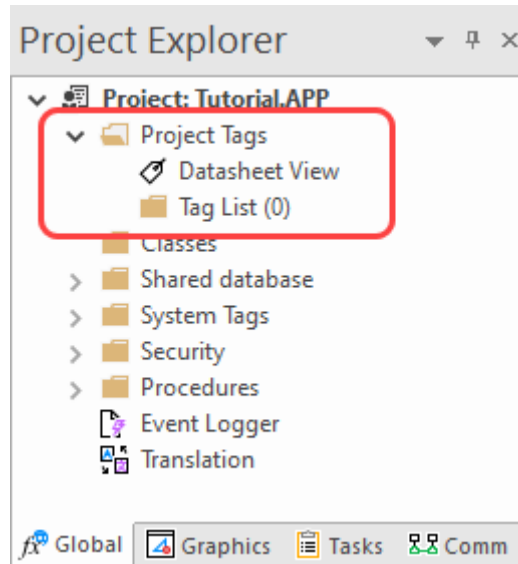 Project Explorer
Project: Tutorial.APP
Project Tags
Datasheet View
Tag List (0)
Classes
Shared database
System Tags
Security
Procedures
Event Logger
Translation
Global Graphics Tasks Comm